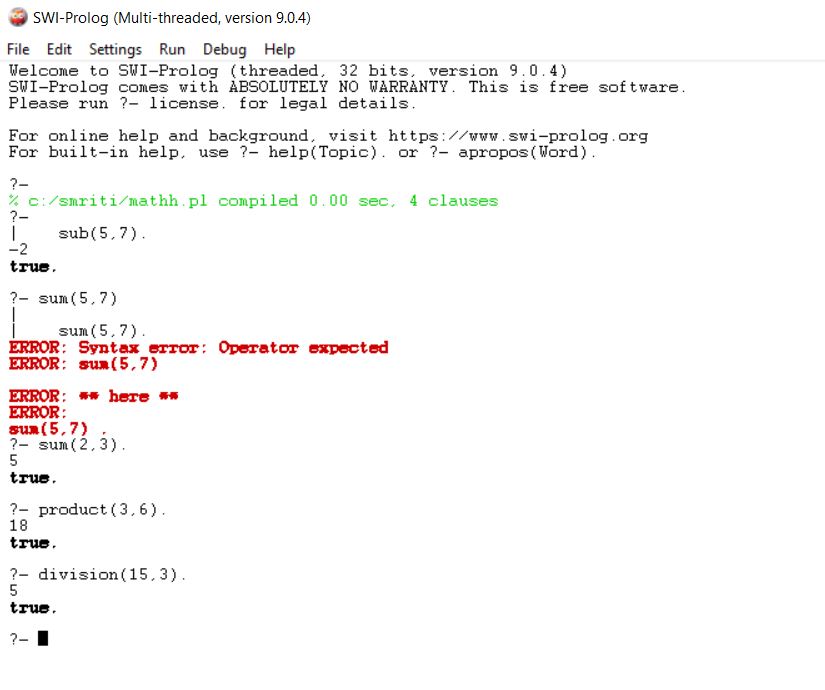 SWI-Prolog (Multi-threaded, version 9.0.4)
File Edit Settings Run Debug Help
Welcome to SWI-Prolog (threaded, 32 bits, version 9.0.4)
SWI-Prolog comes with ABSOLUTELY NO WARRANTY. This is free software.
Please run ?- license. for legal details.
For online help and background, visit https://www.swi-prolog.org
For built-in help, use ?- help(Topic). or ?- apropos(Word).
?-
% c:/smriti/mathh.pl compiled 0.00 sec, 4 clauses
?-
|    sub(5,7).
-2
true.
?- sum(5,7)
|
|    sum(5,7).
ERROR: Syntax error: Operator expected
ERROR: sum(5,7)
ERROR: ** here **
ERROR:
sum(5,7) .
?- sum(2,3).
5
true.
?- product(3,6).
18
true.
?- division(15,3).
5
true.
?-